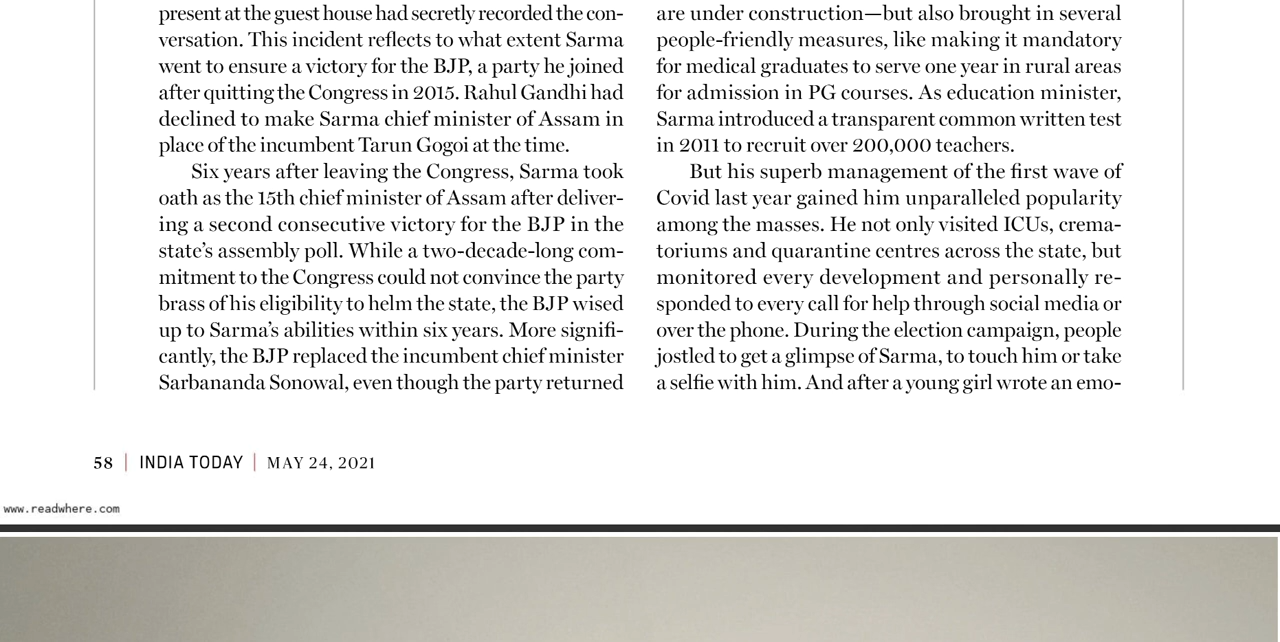 present at the guest house had secretly recorded the con-
versation. This incident reflects to what extent Sarma
went to ensure a victory for the BJP, a party he joined
after quitting the Congress in 2015. Rahul Gandhi had
declined to make Sarma chief minister of Assam in
place of the incumbent Tarun Gogoi at the time.
Six years after leaving the Congress, Sarma took
oath as the 15th chief minister of Assam after deliver-
ing a second consecutive victory for the BJP in the
state’s assembly poll. While a two-decade-long com-
mitment to the Congress could not convince the party
brass of his eligibility to helm the state, the BJP wised
up to Sarma’s abilities within six years. More signifi-
cantly, the BJP replaced the incumbent chief minister
Sarbananda Sonowal, even though the party returned
are under construction—but also brought in several
people-friendly measures, like making it mandatory
for medical graduates to serve one year in rural areas
for admission in PG courses. As education minister,
Sarma introduced a transparent common written test
in 2011 to recruit over 200,000 teachers.
But his superb management of the first wave of
Covid last year gained him unparalleled popularity
among the masses. He not only visited ICUs, crema-
toriums and quarantine centres across the state, but
monitored every development and personally re-
sponded to every call for help through social media or
over the phone. During the election campaign, people
jostled to get a glimpse of Sarma, to touch him or take
a selfie with him. And after a young girl wrote an emo-
58 | INDIA TODAY | MAY 24, 2021
www.readwhere.com